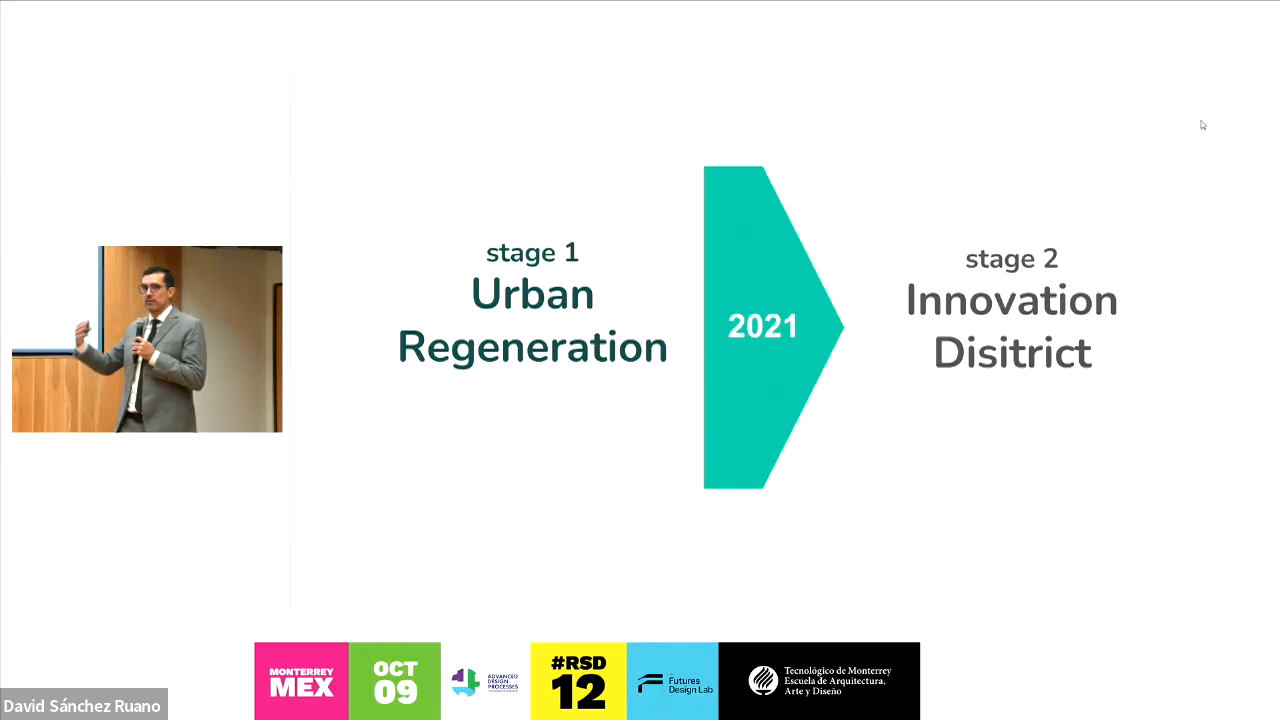 stage 1
Urban
Regeneration
2021
stage 2
Innovation
Disitrict
MONTERREY
MEX
OCT
09
ADVANCED
DESIGN
PROCESSES
#RSD
12
Futures
Design Lab
Tecnológico de Monterrey
Escuela de Arquitectura,
Arte y Diseño
David Sánchez Ruano